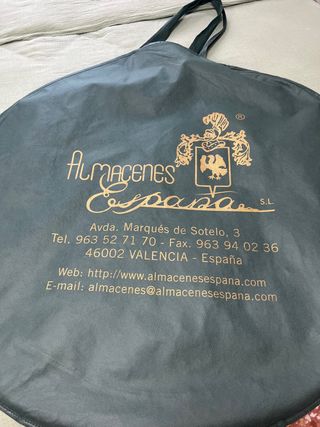 ®
ALMACENES
España S.L.
Avda. Marqués de Sotelo, 3
Tel. 963 52 71 70 - Fax. 963 94 02 36
46002 VALENCIA - España
Web: http://www.almacenesespana.com
E-mail: almacenes@almacenesespana.com